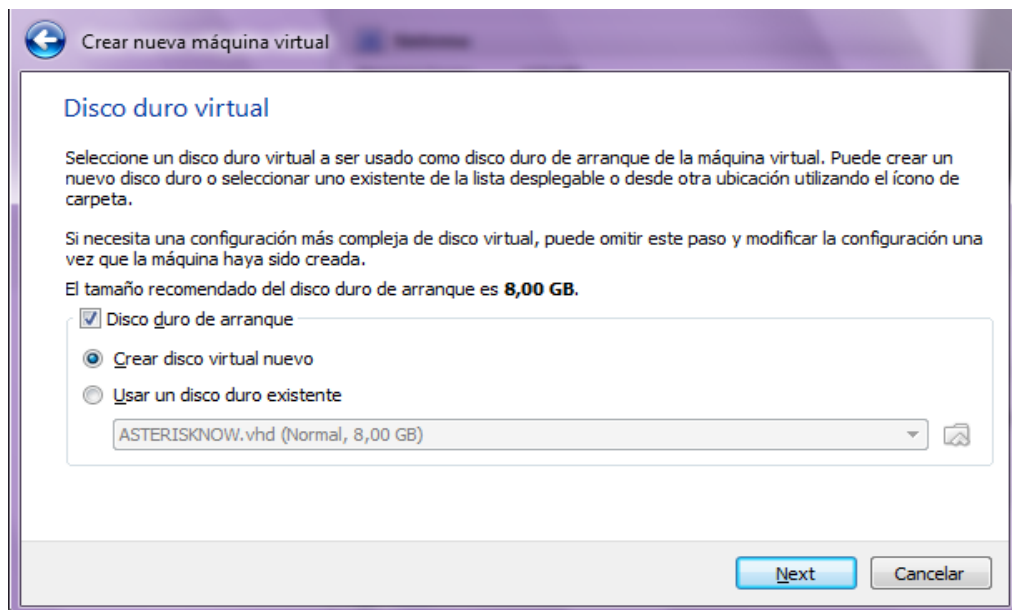 Crear nueva máquina virtual
Disco duro virtual
Seleccione un disco duro virtual a ser usado como disco duro de arranque de la máquina virtual. Puede crear un
nuevo disco duro o seleccionar uno existente de la lista desplegable o desde otra ubicación utilizando el ícono de
carpeta.
Si necesita una configuración más compleja de disco virtual, puede omitir este paso y modificar la configuración una
vez que la máquina haya sido creada.
El tamaño recomendado del disco duro de arranque es 8,00 GB.
Disco duro de arranque
Crear disco virtual nuevo
Usar un disco duro existente
ASTERISKNOW.vhd (Normal, 8,00 GB)
Next Cancelar